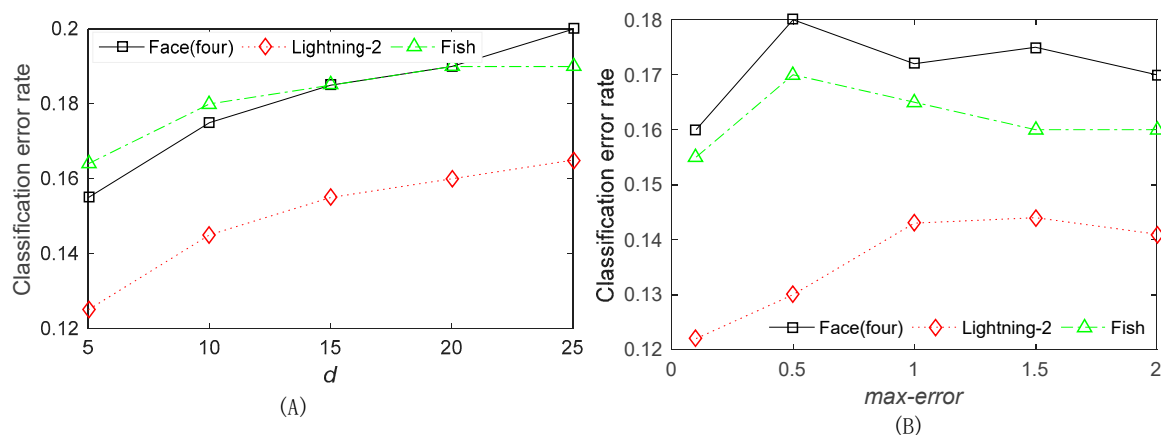 Classification error rate
0.2
0.18
0.16
0.14
0.12
Face(four) Lightning-2 Fish
5 10 15 20 25
d
(A)
Classification error rate
0.18
0.17
0.16
0.15
0.14
0.13
0.12
Face(four) Lightning-2 Fish
0 0.5 1 1.5 2
max-error
(B)